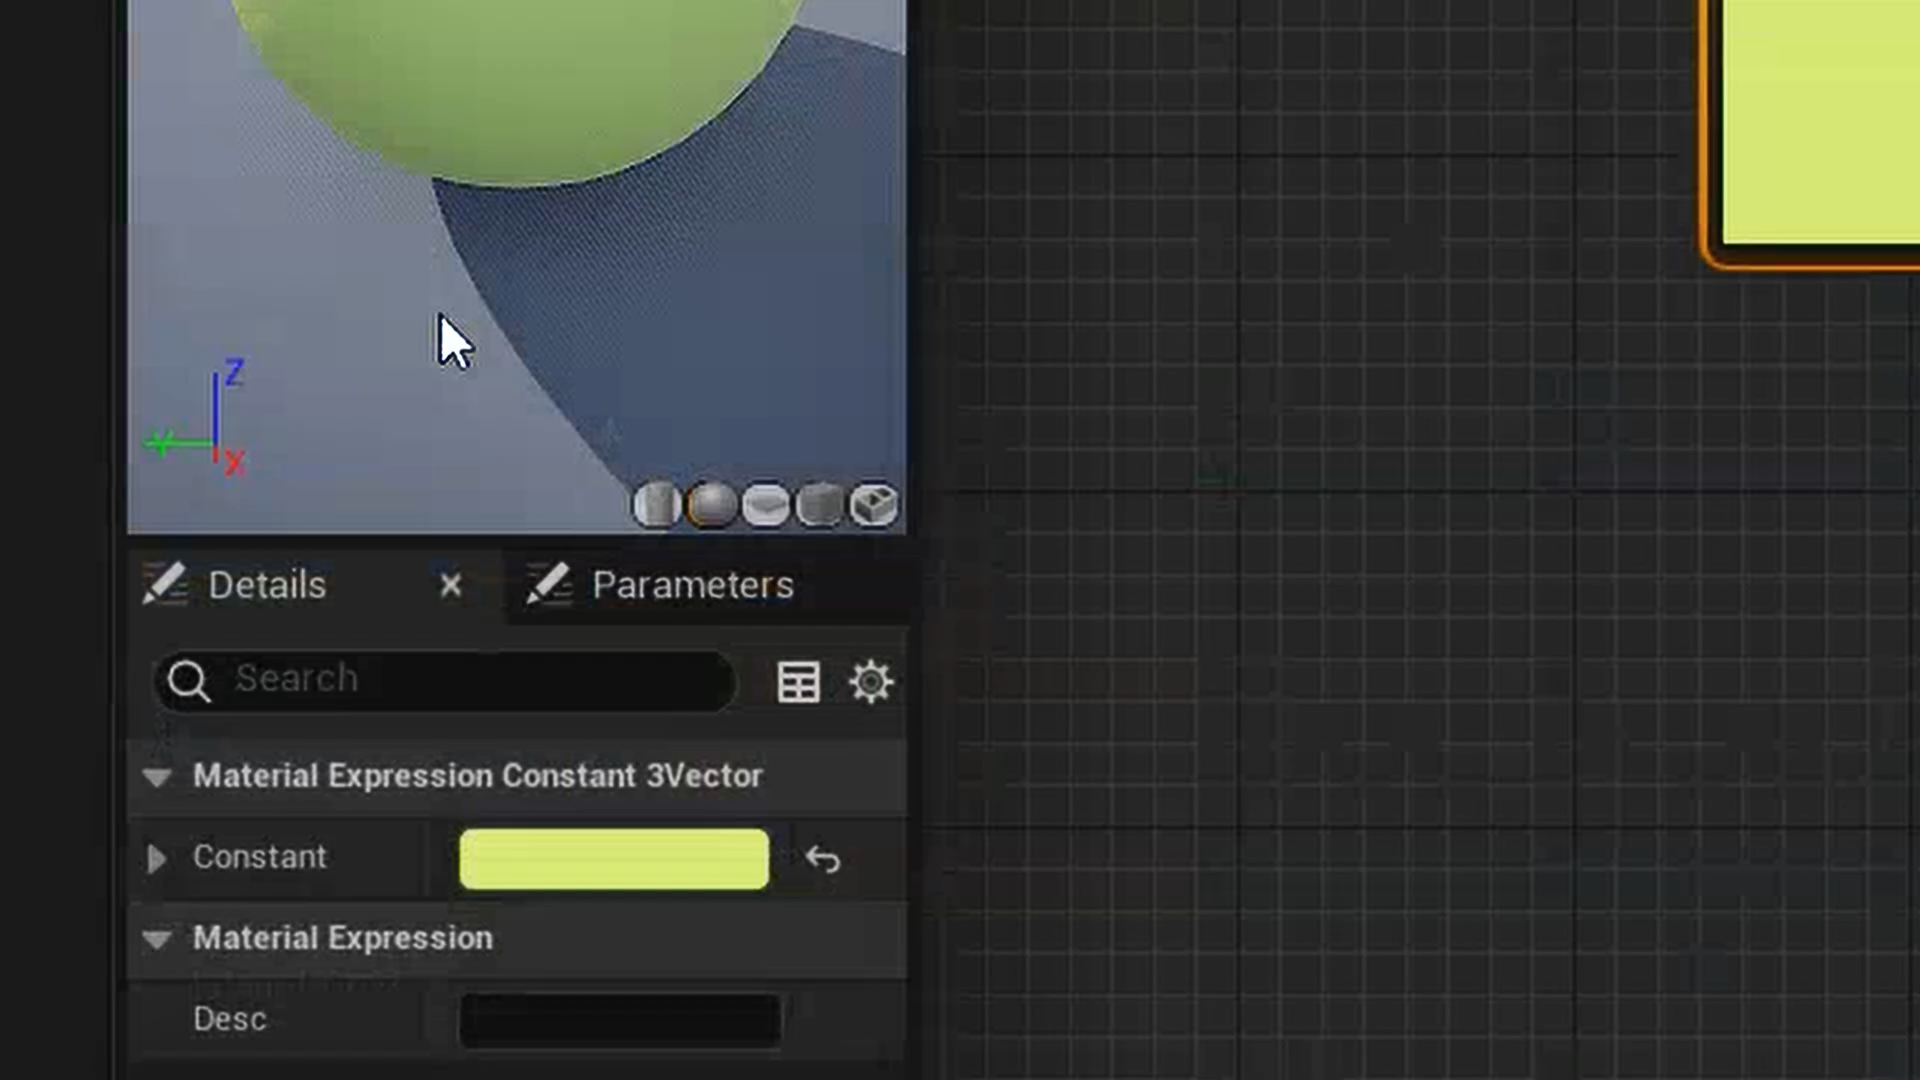 Z
Y
X
Details
Parameters
Search
Material Expression Constant 3Vector
Constant
Material Expression
Desc